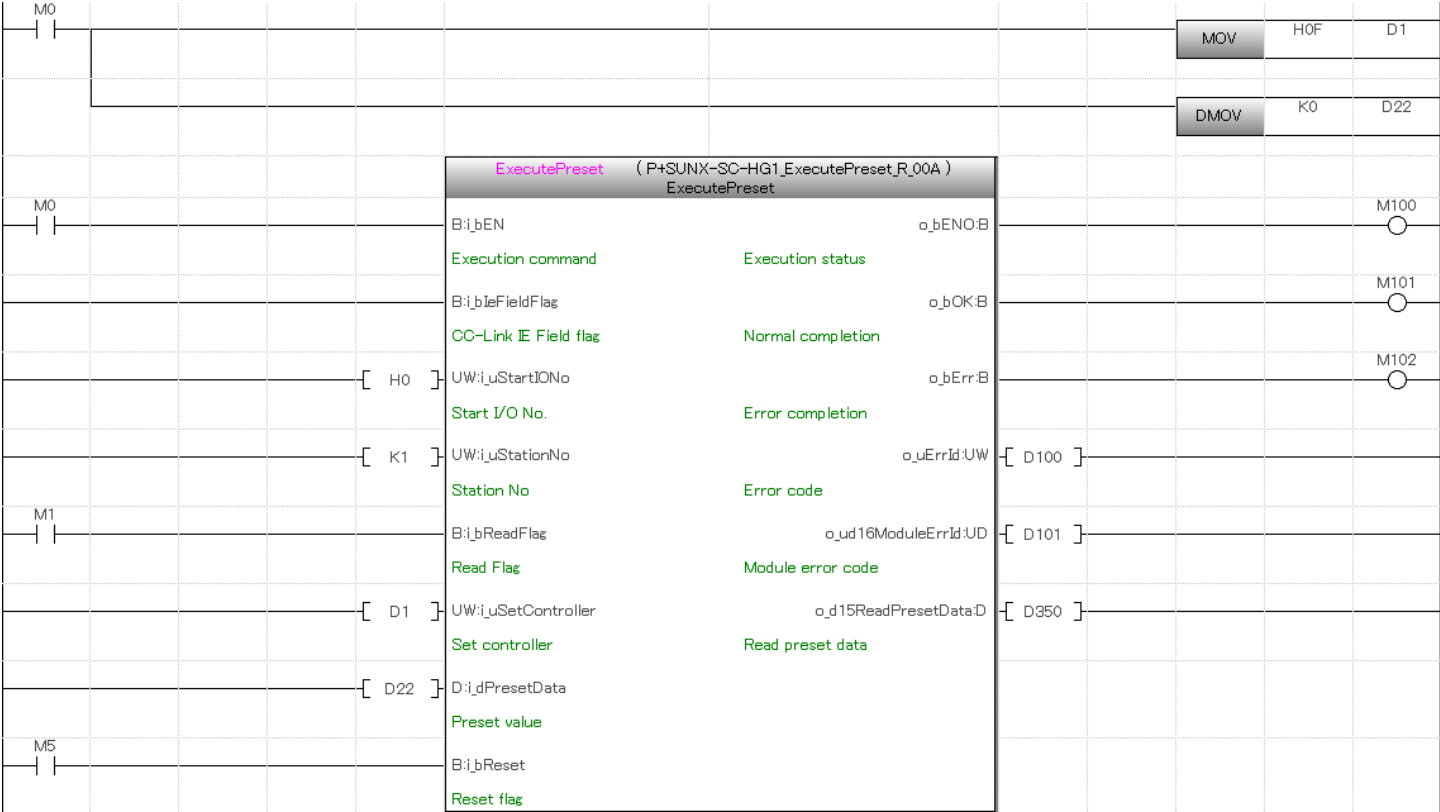 M0
MOV H0F D1
DMOV K0 D22
ExecutePreset ( P+SUNX-SC-HG1_ExecutePreset_R_00A )
ExecutePreset
M0 B:i_bEN o_bENO:B M100
Execution command Execution status
B:i_bIeFieldFlag o_bOK:B M101
CC-Link IE Field flag Normal completion
H0 UW:i_uStartIONo o_bErr:B M102
Start I/O No. Error completion
K1 UW:i_uStationNo o_uErrId:UW D100
Station No Error code
M1 B:i_bReadFlag o_ud16ModuleErrId:UD D101
Read Flag Module error code
D1 UW:i_uSetController o_d15ReadPresetData:D D350
Set controller Read preset data
D22 D:i_dPresetData
Preset value
M5 B:i_bReset
Reset flag